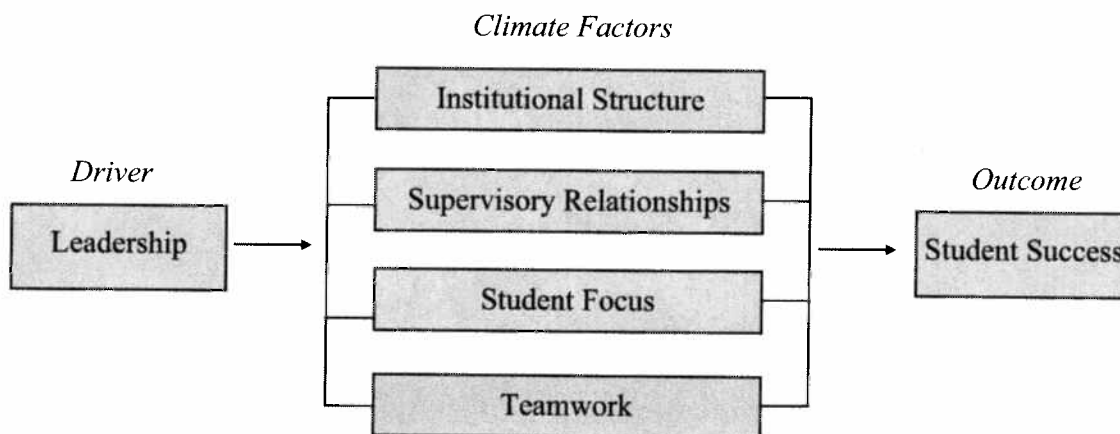 Climate Factors
Institutional Structure
Driver
Supervisory Relationships
Outcome
Leadership
Student Success
Student Focus
Teamwork